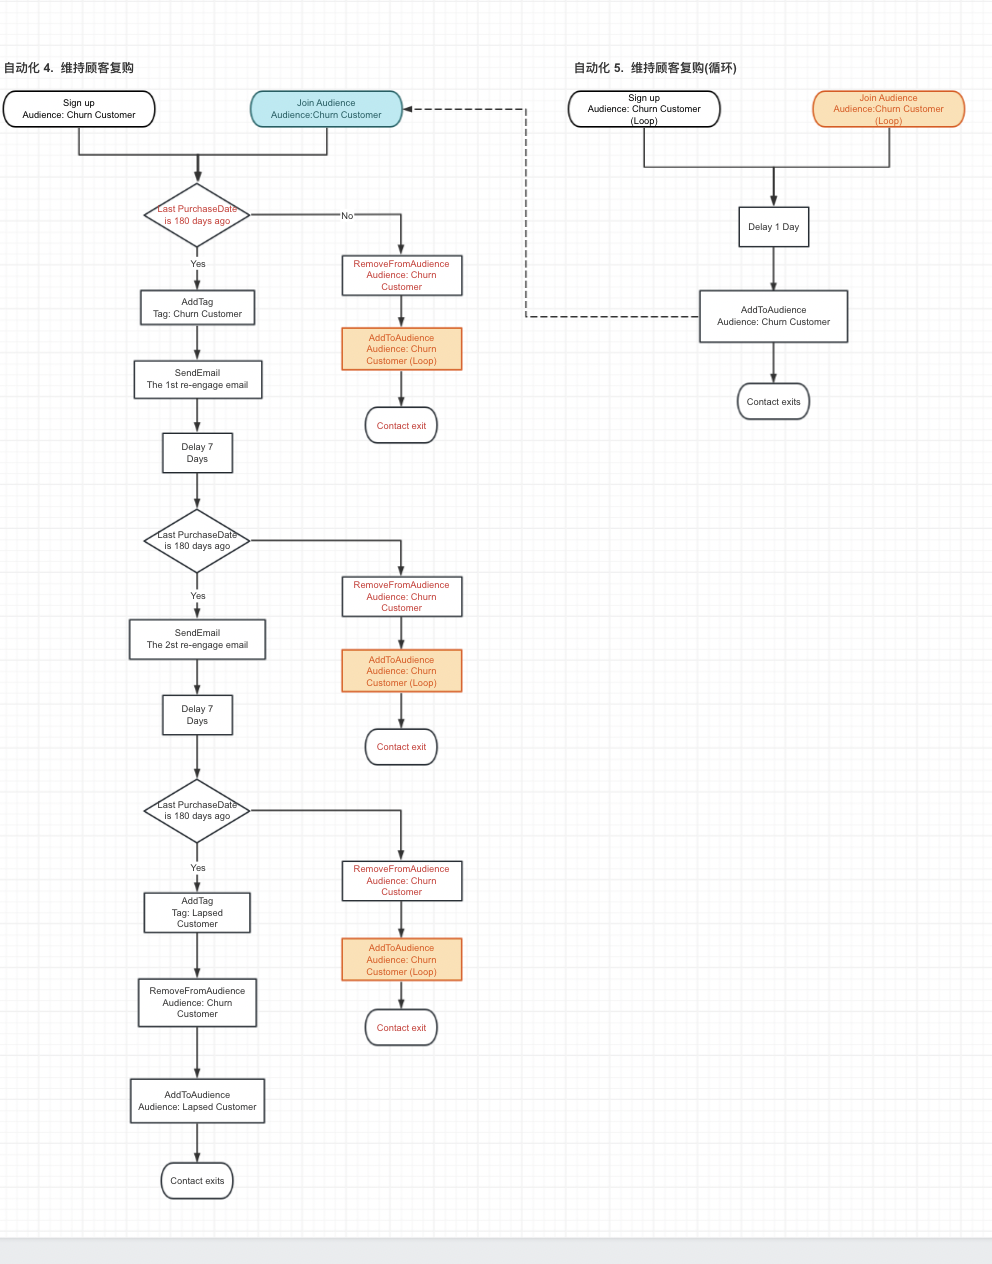 自动化 4. 维持顾客复购
自动化 5. 维持顾客复购(循环)
Sign up
Audience: Churn Customer
Join Audience
Audience:Churn Customer
Sign up
Audience: Churn Customer
(Loop)
Join Audience
Audience:Churn Customer
(Loop)
Last PurchaseDate
is 180 days ago
No
Yes
RemoveFromAudience
Audience: Churn
Customer
AddTag
Tag: Churn Customer
AddToAudience
Audience: Churn
Customer (Loop)
SendEmail
The 1st re-engage email
Contact exit
Delay 7
Days
Last PurchaseDate
is 180 days ago
Yes
RemoveFromAudience
Audience: Churn
Customer
SendEmail
The 2st re-engage email
AddToAudience
Audience: Churn
Customer (Loop)
Delay 7
Days
Contact exit
Last PurchaseDate
is 180 days ago
Yes
RemoveFromAudience
Audience: Churn
Customer
AddTag
Tag: Lapsed
Customer
AddToAudience
Audience: Churn
Customer (Loop)
RemoveFromAudience
Audience: Churn
Customer
Contact exit
AddToAudience
Audience: Lapsed Customer
Contact exits
Delay 1 Day
AddToAudience
Audience: Churn Customer
Contact exits